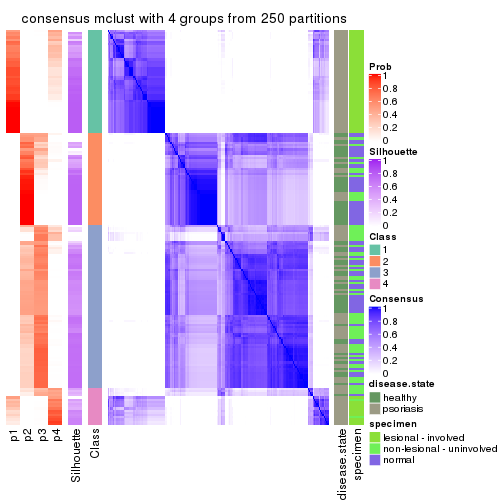 consensus mclust with 4 groups from 250 partitions
Prob
1
0.8
0.6
0.4
0.2
0
Silhouette
1
0.8
0.6
0.4
0.2
0
Class
1
2
3
4
Consensus
1
0.8
0.6
0.4
0.2
0
disease.state
healthy
psoriasis
specimen
lesional - involved
non-lesional - uninvolved
normal
p1
p2
p3
p4
Silhouette
Class
disease.state
specimen